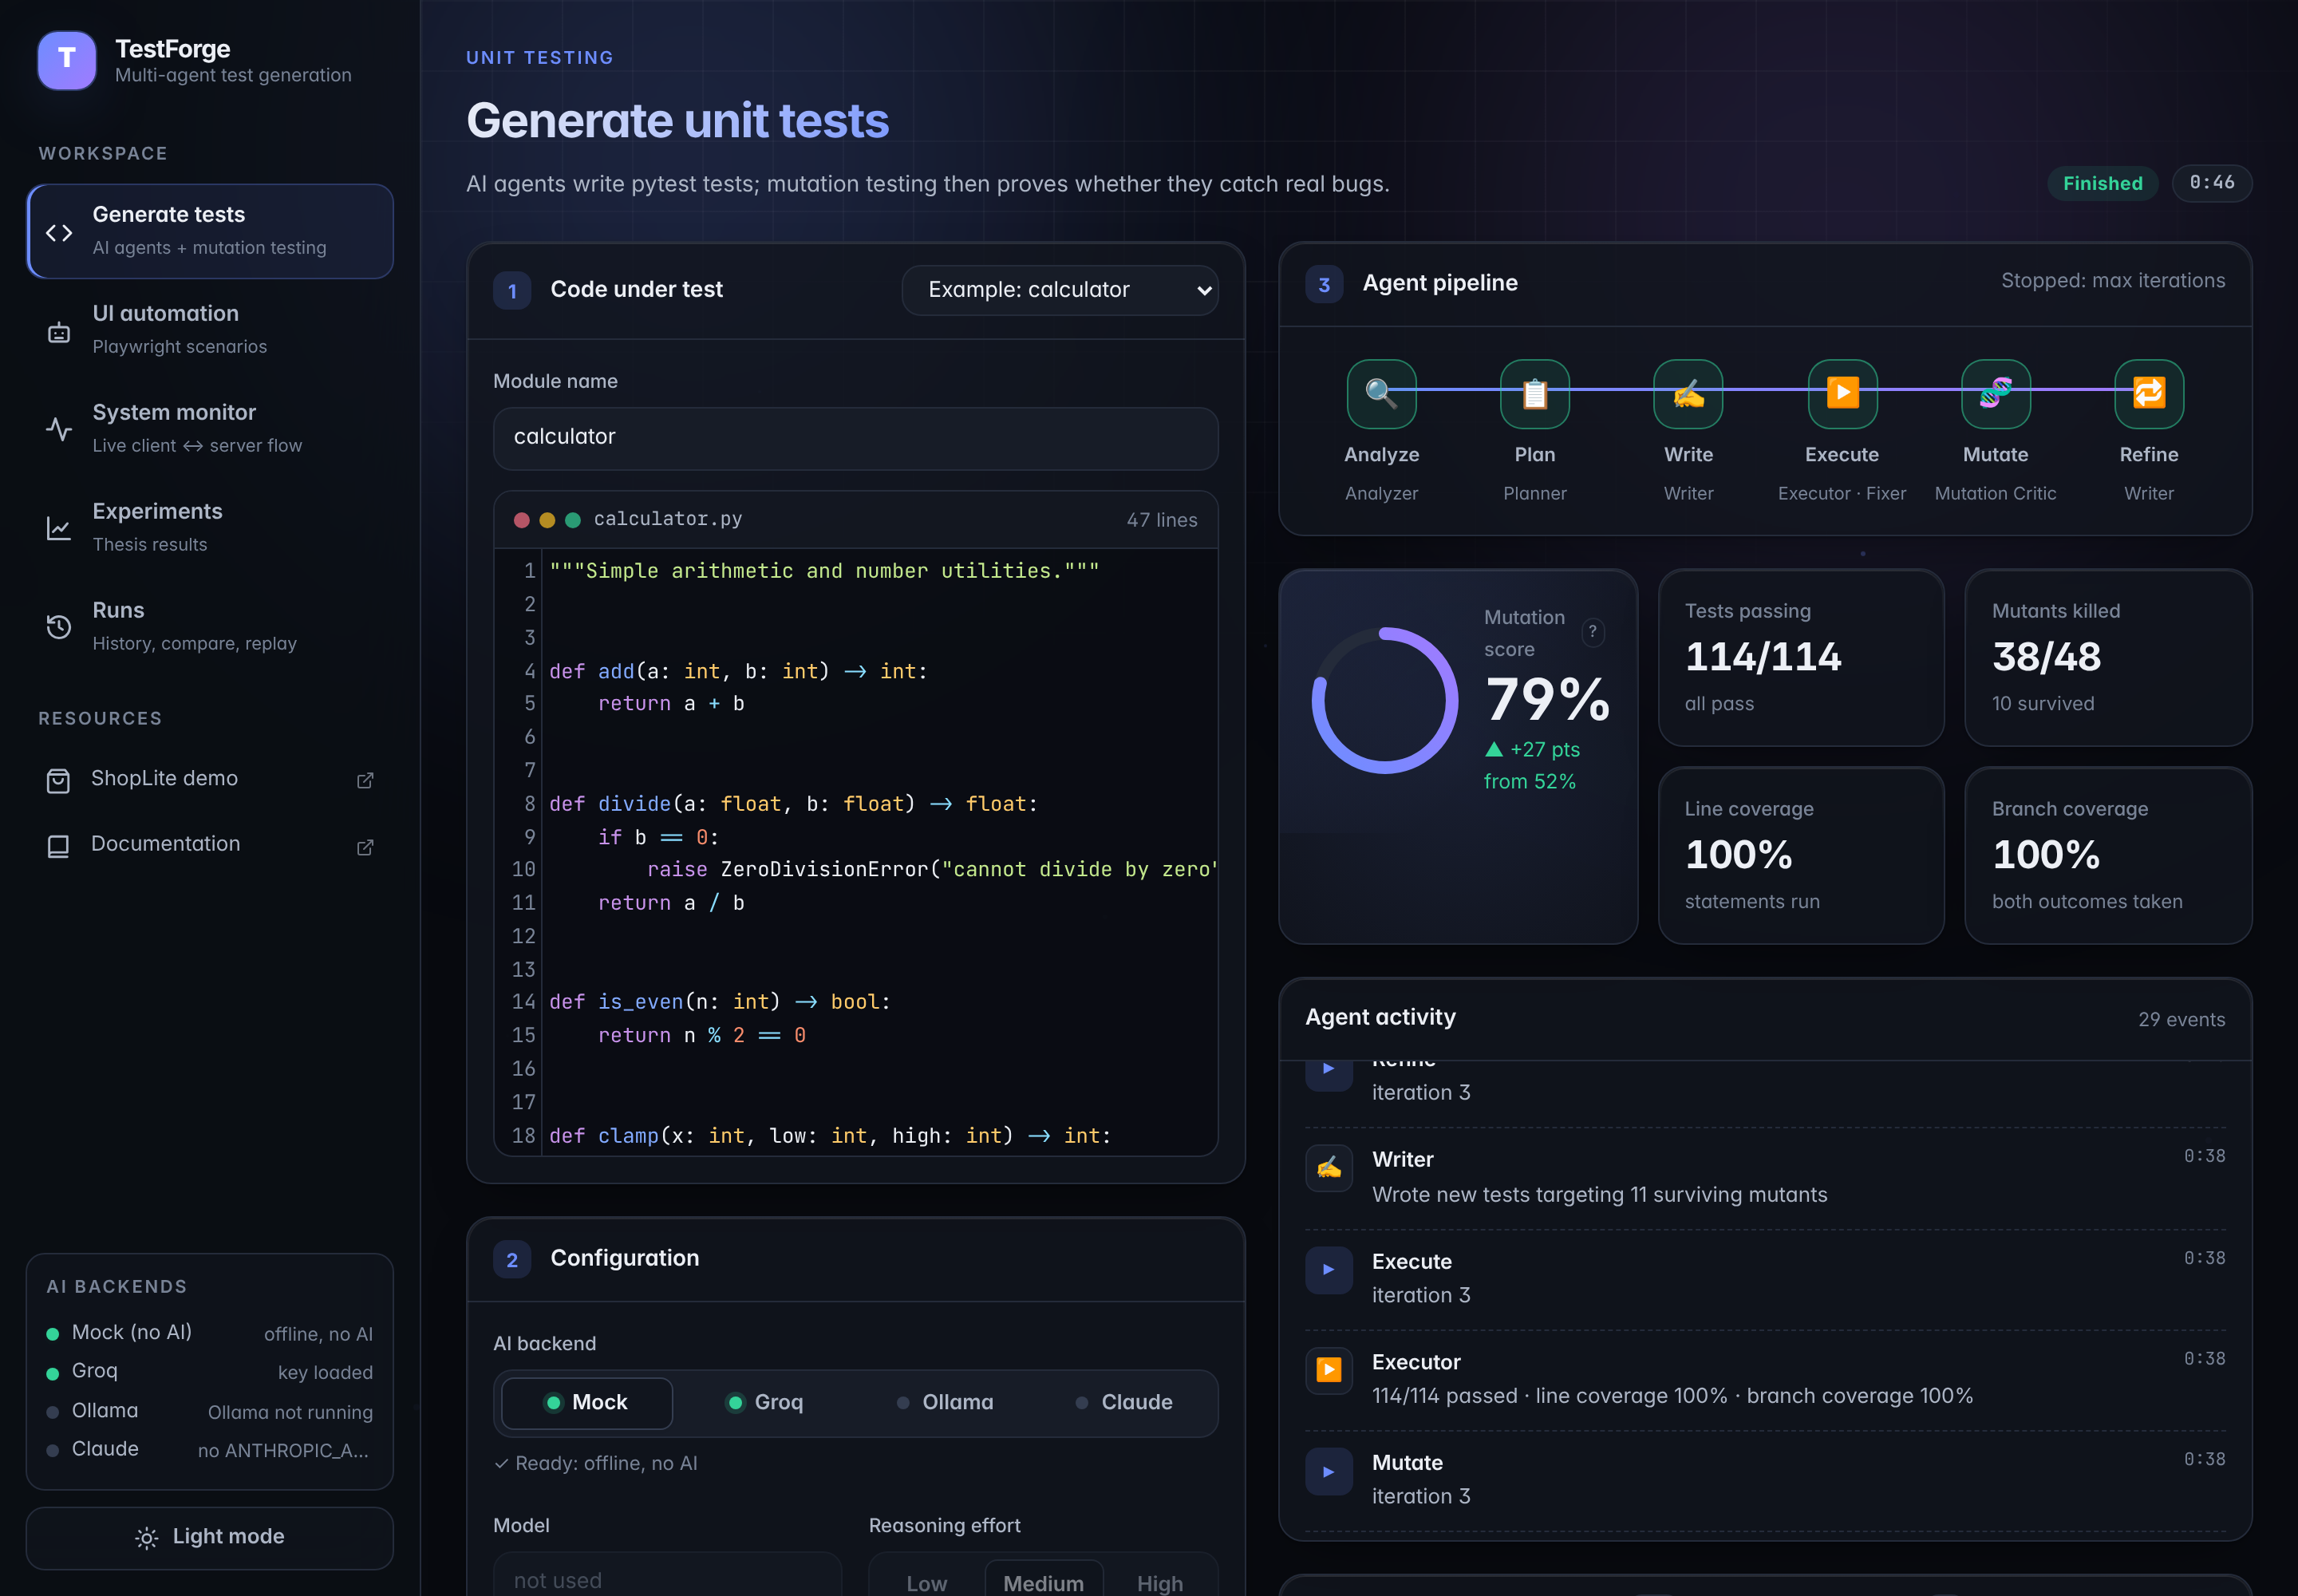 T
TestForge
Multi-agent test generation
WORKSPACE
Generate tests
AI agents + mutation testing
UI automation
Playwright scenarios
System monitor
Live client ↔ server flow
Experiments
Thesis results
Runs
History, compare, replay
RESOURCES
ShopLite demo
Documentation
AI BACKENDS
Mock (no AI) offline, no AI
Groq key loaded
Ollama Ollama not running
Claude no ANTHROPIC_A...
Light mode
UNIT TESTING
Generate unit tests
AI agents write pytest tests; mutation testing then proves whether they catch real bugs.
Finished 0:46
1 Code under test Example: calculator
Module name
calculator
calculator.py 47 lines
1 """Simple arithmetic and number utilities."""
2
3
4 def add(a: int, b: int) -> int:
5     return a + b
6
7
8 def divide(a: float, b: float) -> float:
9     if b == 0:
10         raise ZeroDivisionError("cannot divide by zero"
11     return a / b
12
13
14 def is_even(n: int) -> bool:
15     return n % 2 == 0
16
17
18 def clamp(x: int, low: int, high: int) -> int:
2 Configuration
AI backend
Mock Groq Ollama Claude
✓ Ready: offline, no AI
Model Reasoning effort
not used Low Medium High
3 Agent pipeline Stopped: max iterations
Analyze Plan Write Execute Mutate Refine
Analyzer Planner Writer Executor · Fixer Mutation Critic Writer
Mutation score ?
79%
▲ +27 pts
from 52%
Tests passing
114/114
all pass
Mutants killed
38/48
10 survived
Line coverage
100%
statements run
Branch coverage
100%
both outcomes taken
Agent activity 29 events
Refine
iteration 3
Writer 0:38
Wrote new tests targeting 11 surviving mutants
Execute 0:38
iteration 3
Executor 0:38
114/114 passed · line coverage 100% · branch coverage 100%
Mutate 0:38
iteration 3